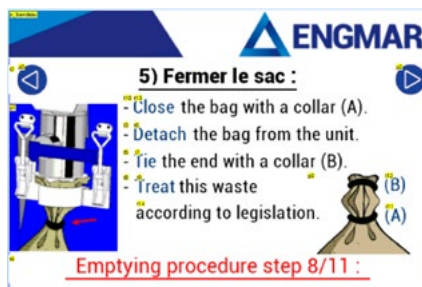 ENGMAR
5) Fermer le sac :
- Close the bag with a collar (A).
- Detach the bag from the unit.
- Tie the end with a collar (B).
- Treat this waste
according to legislation.
(B)
(A)
Emptying procedure step 8/11 :